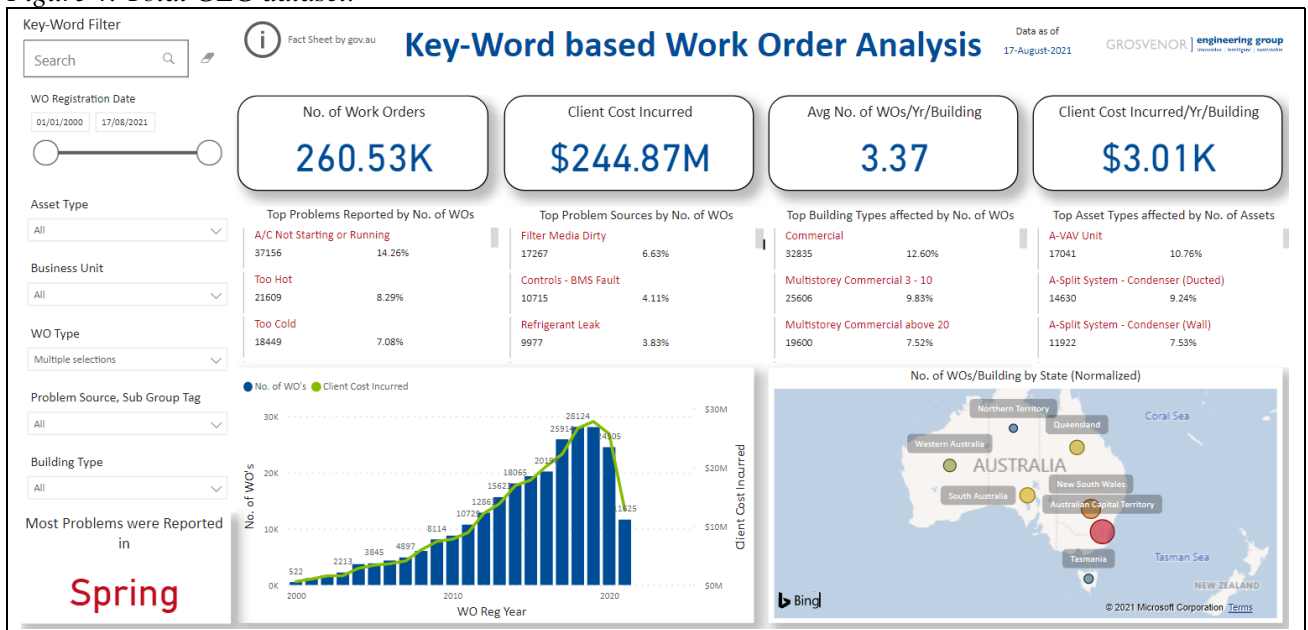 Figure 4: Total GEG dataset.
Key-Word Filter
Search
Fact Sheet by gov.au
Key-Word based Work Order Analysis
Data as of
17-August-2021
GROSVENOR engineering group
WO Registration Date
01/01/2000 17/08/2021
Asset Type
All
Business Unit
All
WO Type
Multiple selections
Problem Source, Sub Group Tag
All
Building Type
All
Most Problems were Reported
in
Spring
No. of Work Orders
260.53K
Client Cost Incurred
$244.87M
Avg No. of WOs/Yr/Building
3.37
Client Cost Incurred/Yr/Building
$3.01K
Top Problems Reported by No. of WOs
A/C Not Starting or Running
37156 14.26%
Too Hot
21609 8.29%
Too Cold
18449 7.08%
Top Problem Sources by No. of WOs
Filter Media Dirty
17267 6.63%
Controls - BMS Fault
10715 4.11%
Refrigerant Leak
9977 3.83%
Top Building Types affected by No. of WOs
Commercial
32835 12.60%
Multistorey Commercial 3 - 10
25606 9.83%
Multistorey Commercial above 20
19600 7.52%
Top Asset Types affected by No. of Assets
A-VAV Unit
17041 10.76%
A-Split System - Condenser (Ducted)
14630 9.24%
A-Split System - Condenser (Wall)
11922 7.53%
No. of WO's Client Cost Incurred
30K
20K
10K
0K
No. of WO's
522
2213
3845
4897
8114
10729
18065
28124
$30M
$20M
$10M
$0M
Client Cost Incurred
2000 2010 2020
WO Reg Year
No. of WOs/Building by State (Normalized)
Northern Territory
Queensland
Coral Sea
Western Australia
AUSTRALIA
South Australia
New South Wales
Australian Capital Territory
Tasmania
Tasman Sea
NEW ZEALAND
Bing
© 2021 Microsoft Corporation Terms